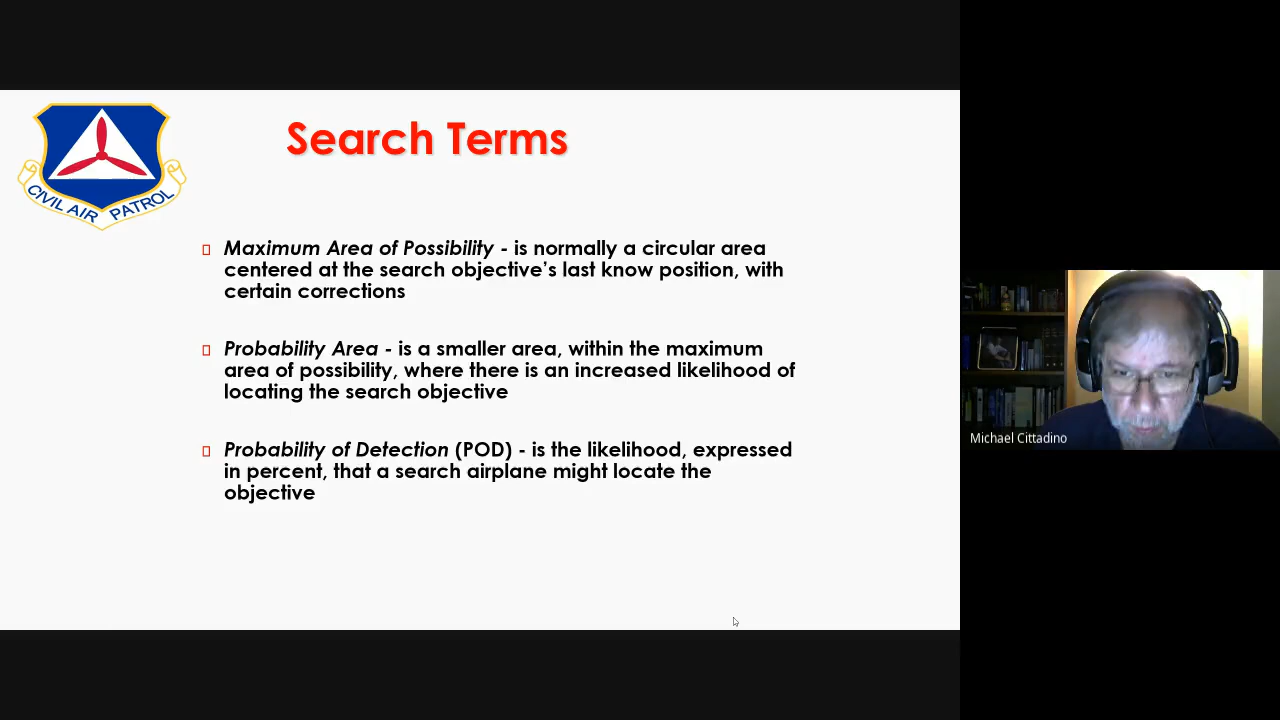 Search Terms
CIVIL AIR PATROL
Maximum Area of Possibility - is normally a circular area
centered at the search objective’s last know position, with
certain corrections
Probability Area - is a smaller area, within the maximum
area of possibility, where there is an increased likelihood of
locating the search objective
Probability of Detection (POD) - is the likelihood, expressed
in percent, that a search airplane might locate the
objective
Michael Cittadino